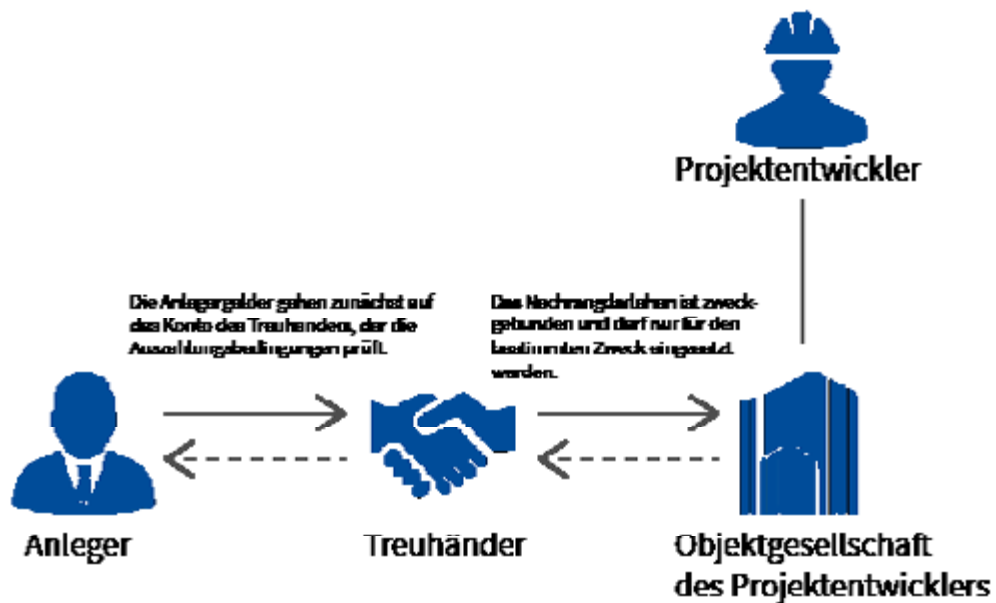 Projektentwickler
Die Anlegergelder gehen zunächst auf
das Konto des Treuhänders, der die
Auszahlungsbedingungen prüft.
Das Nachrangdarlehen ist zweck-
gebunden und darf nur für den
bestimmten Zweck eingesetzt
werden.
Anleger
Treuhänder
Objektgesellschaft
des Projektentwicklers